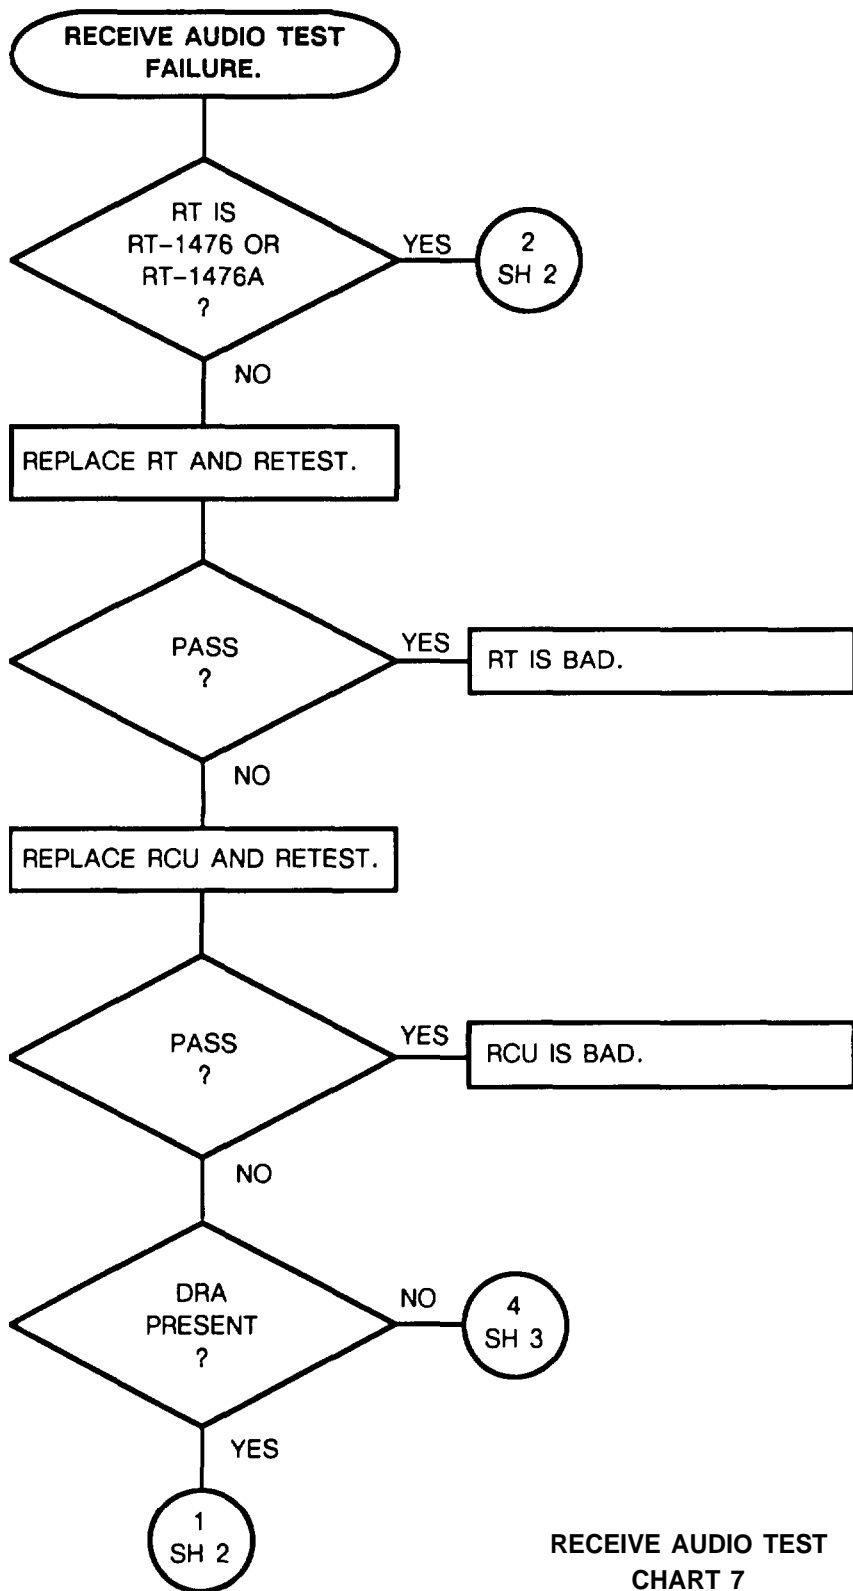 RECEIVE AUDIO TEST
FAILURE.
RT IS
RT-1476 OR
RT-1476A
?
YES
2
SH 2
NO
REPLACE RT AND RETEST.
PASS
?
YES
RT IS BAD.
NO
REPLACE RCU AND RETEST.
PASS
?
YES
RCU IS BAD.
NO
DRA
PRESENT
?
NO
4
SH 3
YES
1
SH 2
RECEIVE AUDIO TEST
CHART 7